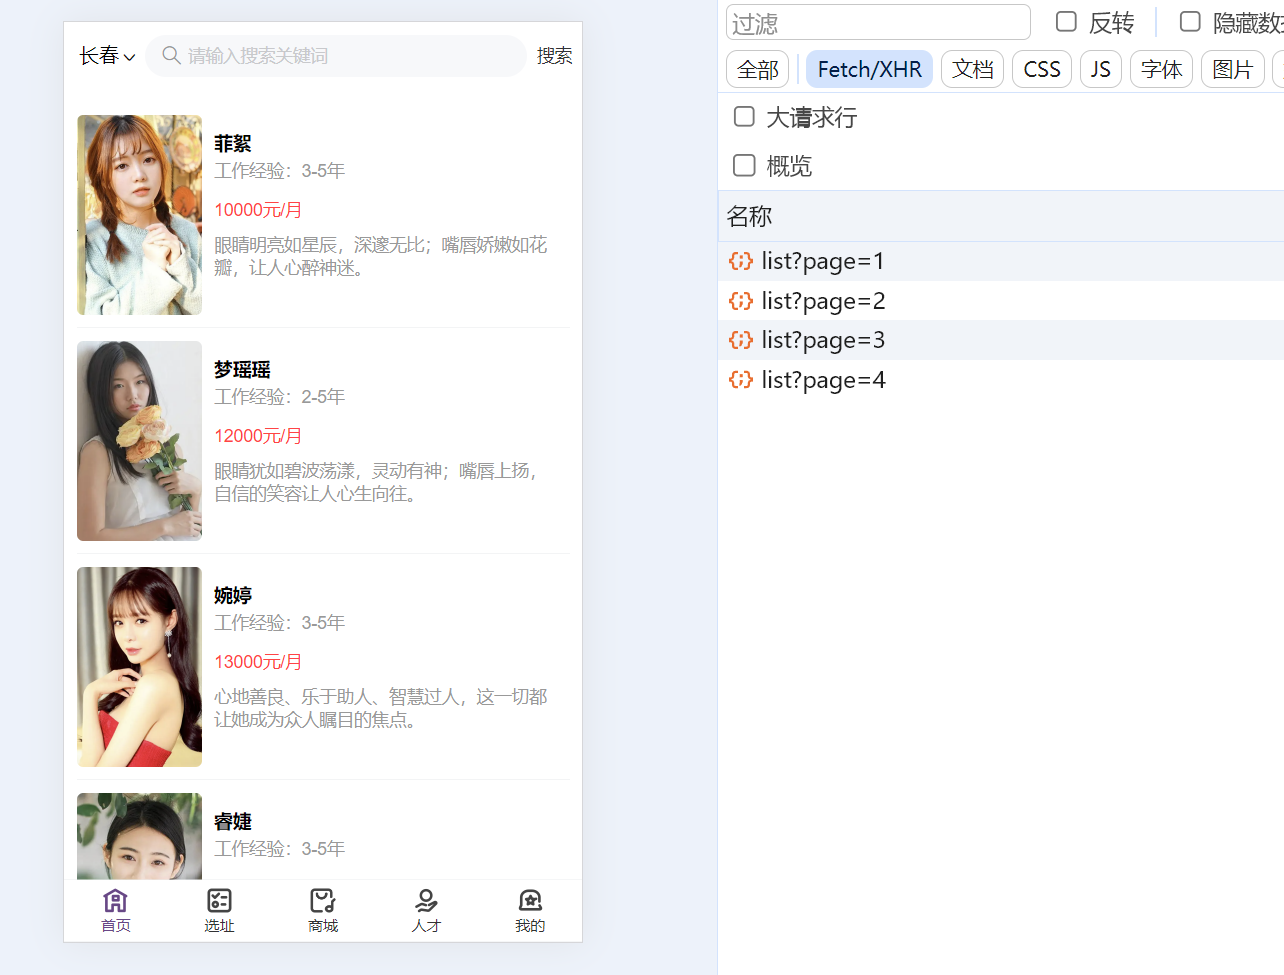 长春
请输入搜索关键词
搜索
菲絮
工作经验：3-5年
10000元/月
眼睛明亮如星辰，深邃无比；嘴唇娇嫩如花
瓣，让人心醉神迷。
梦瑶瑶
工作经验：2-5年
12000元/月
眼睛犹如碧波荡漾，灵动有神；嘴唇上扬，
自信的笑容让人心生向往。
婉婷
工作经验：3-5年
13000元/月
心地善良、乐于助人、智慧过人，这一切都
让她成为众人瞩目的焦点。
睿婕
工作经验：3-5年
首页
选址
商城
人才
我的
过滤
反转
隐藏数
全部
Fetch/XHR
文档
CSS
JS
字体
图片
大请求行
概览
名称
list?page=1
list?page=2
list?page=3
list?page=4